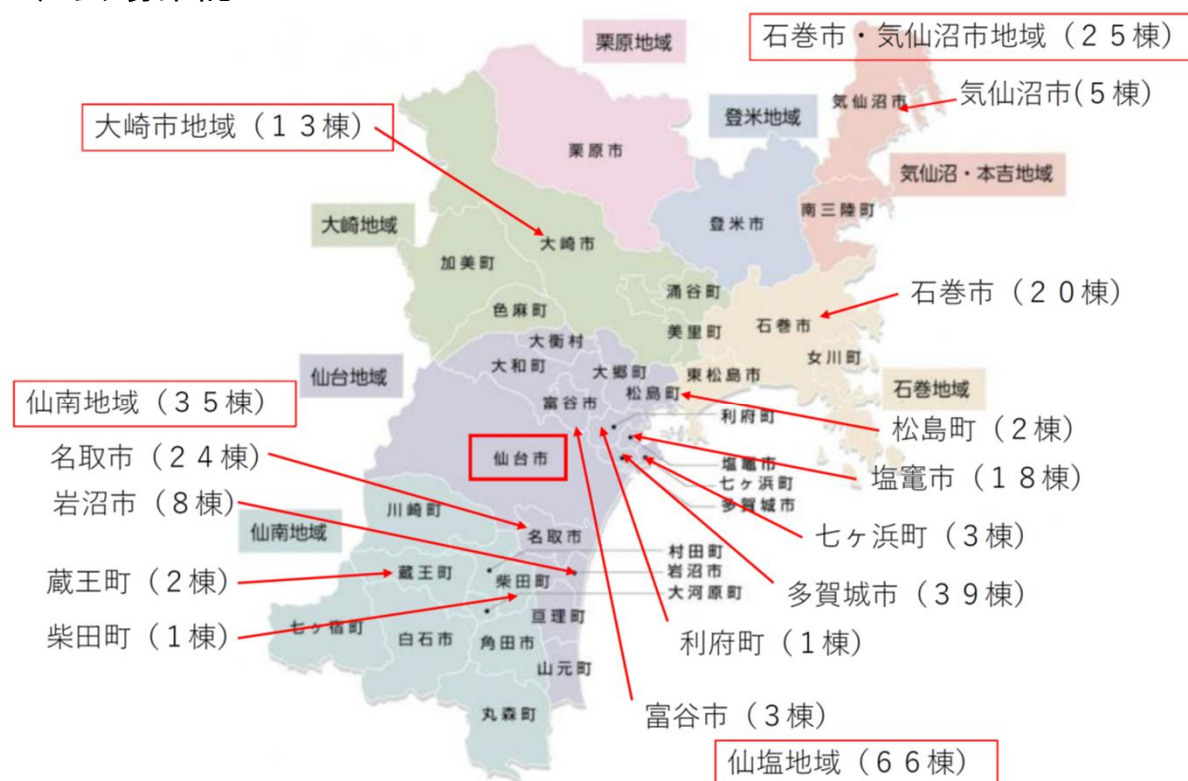 栗原地域
石巻市・気仙沼市地域（２５棟）
気仙沼市
気仙沼市(５棟)
大崎市地域（１３棟）
登米地域
栗原市
気仙沼・本吉地域
大崎地域
登米市
南三陸町
大崎市
加美町
涌谷町
石巻市（２０棟）
色麻町
美里町
石巻市
大衡村
女川町
仙台地域
大和町
大郷町
東松島市
石巻地域
仙南地域（３５棟）
富谷市
松島町
利府町
松島町（２棟）
名取市（２４棟）
仙台市
塩竈市
塩竈市（１８棟）
七ヶ浜町
岩沼市（８棟）
多賀城市
川崎町
仙南地域
名取市
七ヶ浜町（３棟）
村田町
蔵王町（２棟）
蔵王町
柴田町
岩沼市
大河原町
多賀城市（３９棟）
亘理町
柴田町（１棟）
七ヶ宿町
白石市
角田市
利府町（１棟）
山元町
丸森町
富谷市（３棟）
仙塩地域（６６棟）